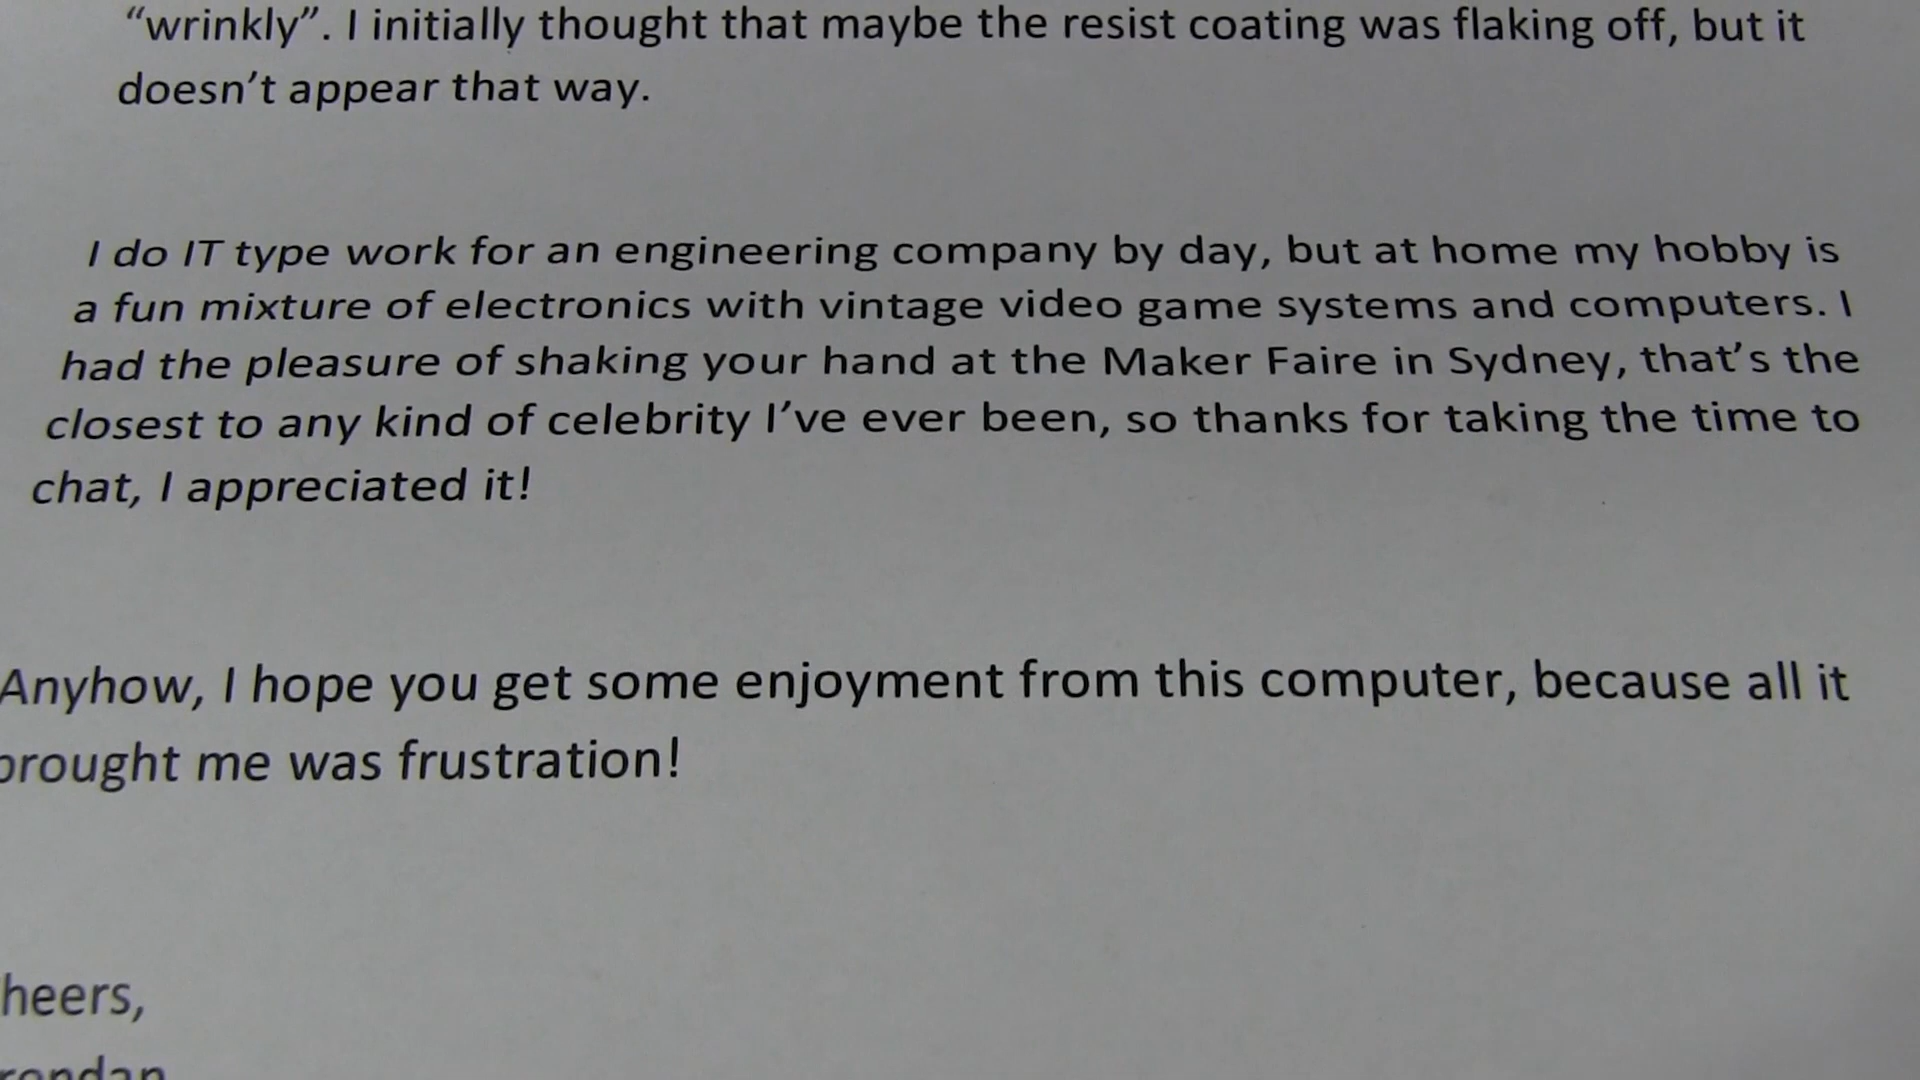 “wrinkly”. I initially thought that maybe the resist coating was flaking off, but it
doesn’t appear that way.
I do IT type work for an engineering company by day, but at home my hobby is
a fun mixture of electronics with vintage video game systems and computers. I
had the pleasure of shaking your hand at the Maker Faire in Sydney, that’s the
closest to any kind of celebrity I’ve ever been, so thanks for taking the time to
chat, I appreciated it!
Anyhow, I hope you get some enjoyment from this computer, because all it
brought me was frustration!
heers,